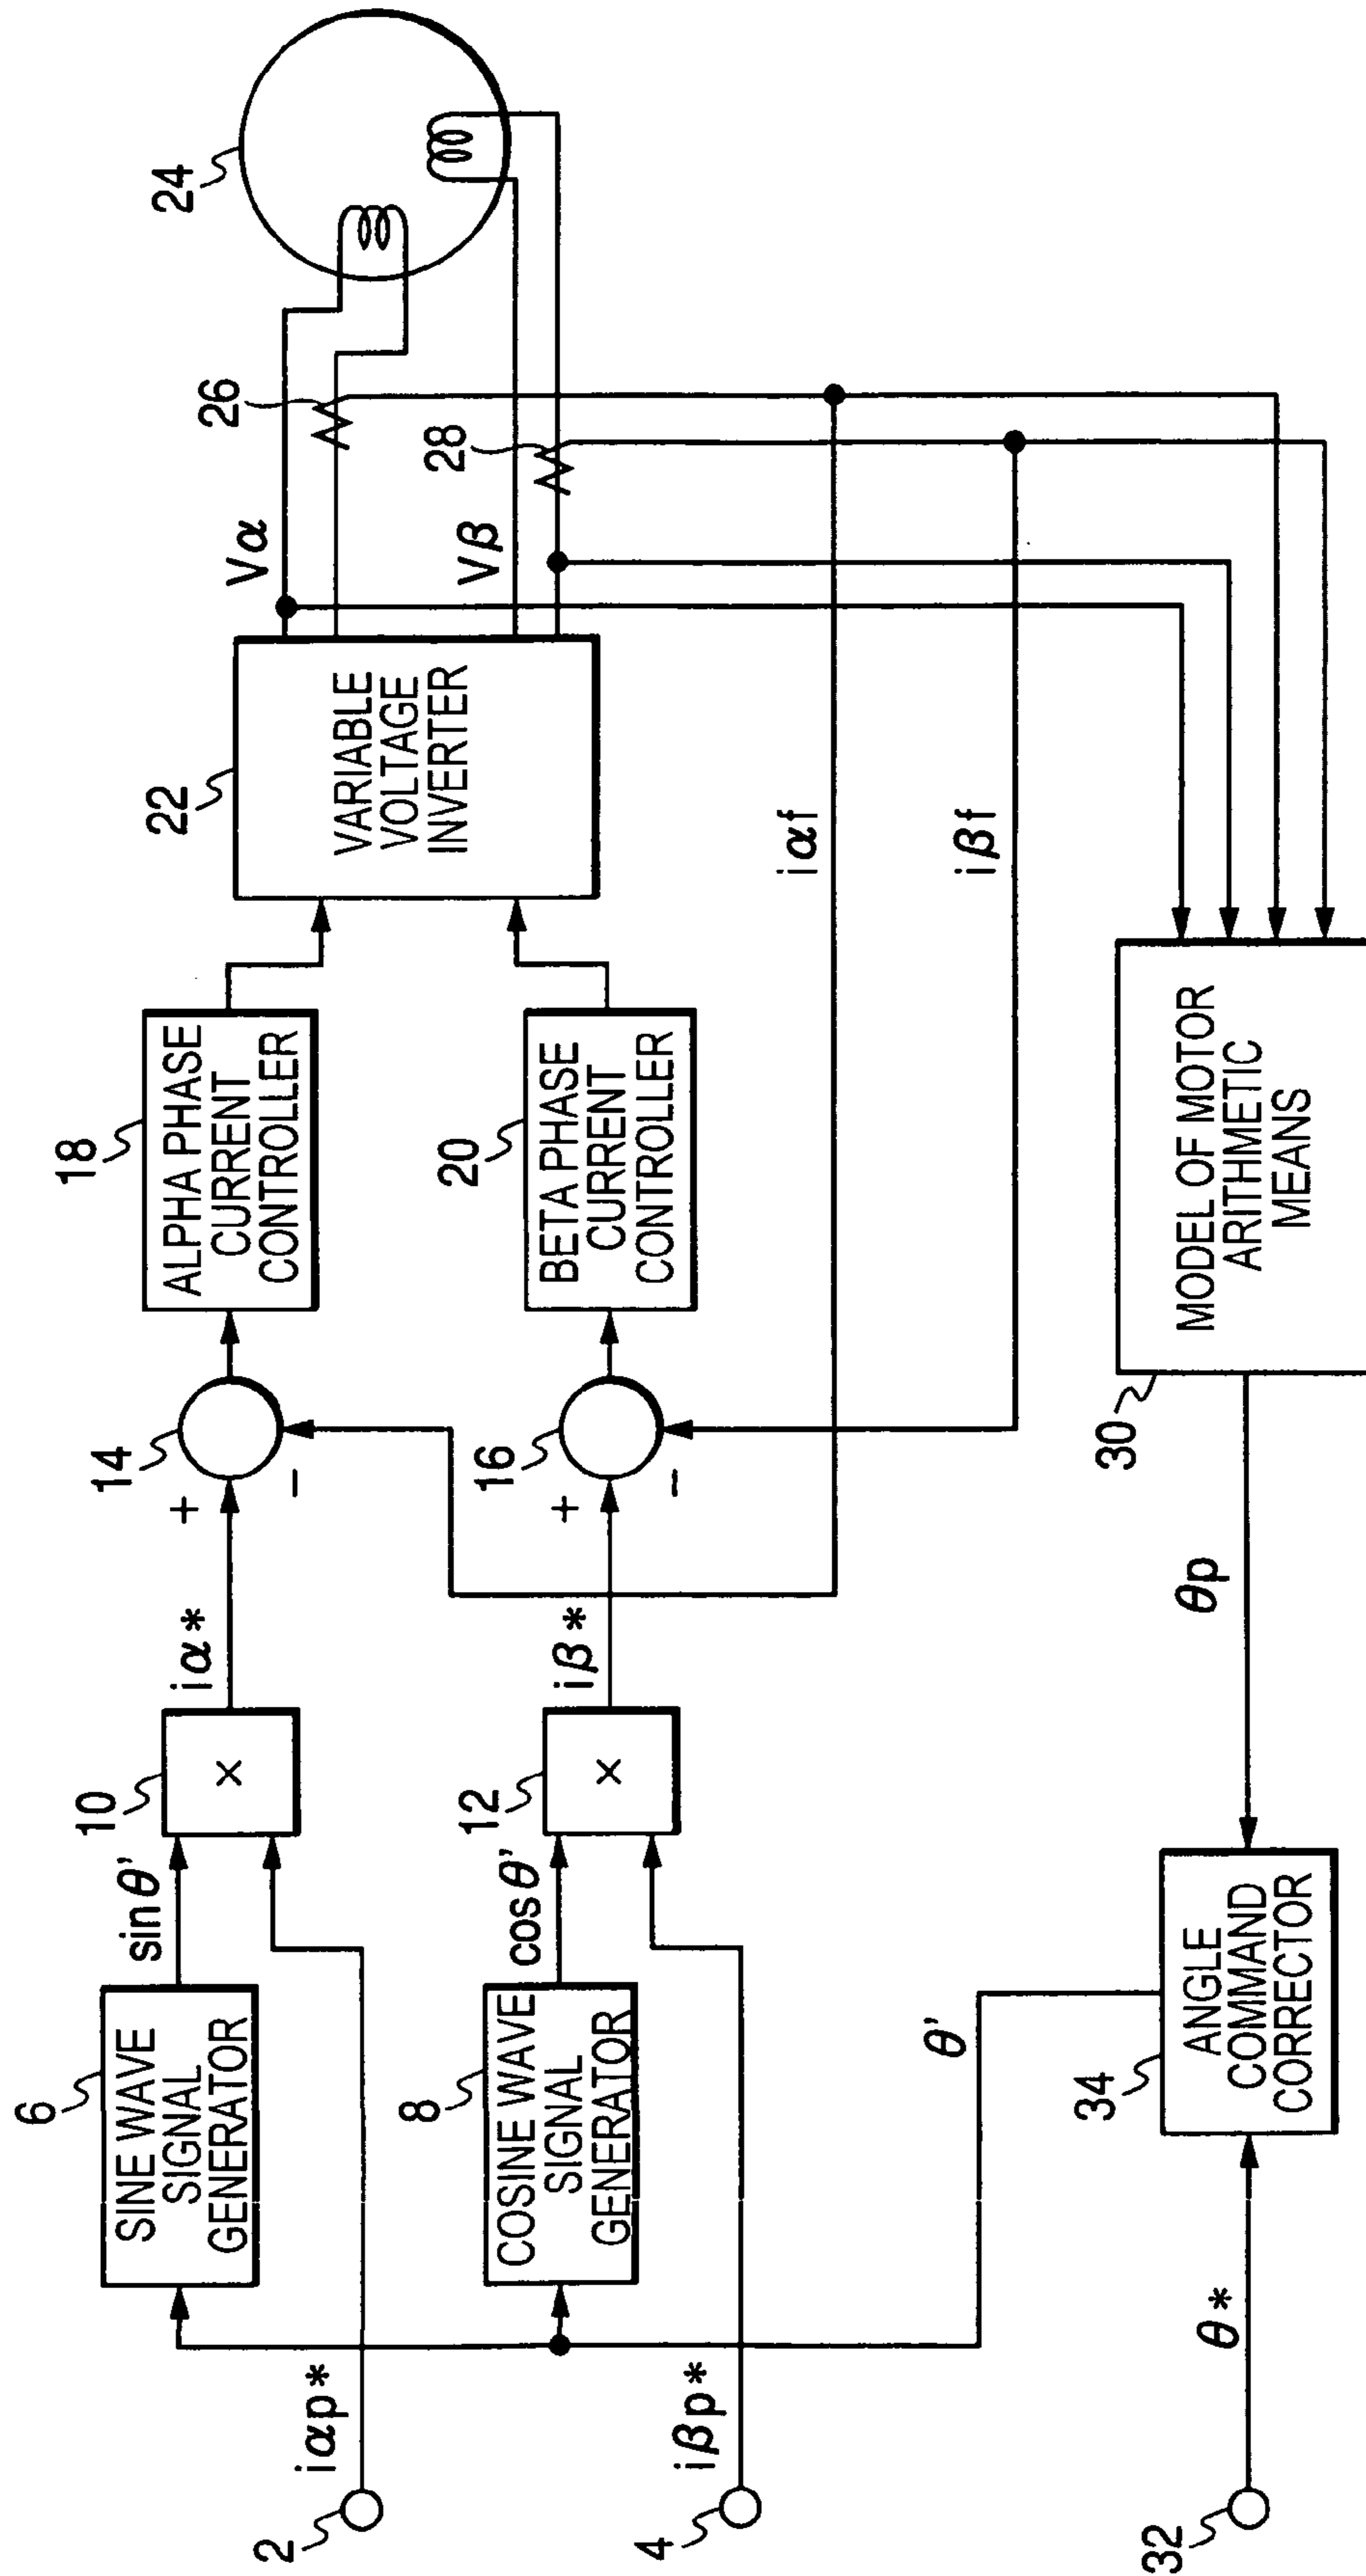 6
SINE WAVE
SIGNAL
GENERATOR
sinθ'
10
×
iα*
+
-
14
18
ALPHA PHASE
CURRENT
CONTROLLER
22
VARIABLE
VOLTAGE
INVERTER
Vα
Vβ
26
28
24
2
iαp*
8
COSINE WAVE
SIGNAL
GENERATOR
cosθ'
12
×
iβ*
+
-
16
20
BETA PHASE
CURRENT
CONTROLLER
iαf
iβf
4
iβp*
θ'
32
θ*
34
ANGLE
COMMAND
CORRECTOR
θp
30
MODEL OF MOTOR
ARITHMETIC
MEANS